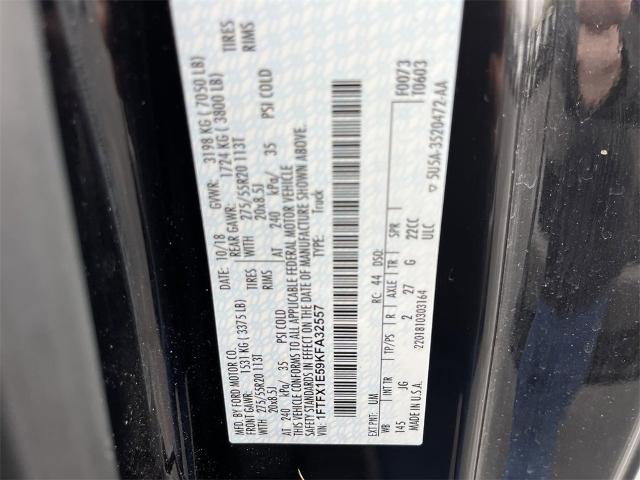 MFD. BY FORD MOTOR CO.
DATE: 10/18 GVWR: 3198 KG ( 7050 LB)
FRONT GAWR: 1531 KG ( 3375 LB) REAR GAWR: 1724 KG ( 3800 LB)
WITH 275/55R20 113T TIRES WITH 275/55R20 113T TIRES
20x8.5J RIMS 20x8.5J RIMS
AT 240 kPa/ 35 PSI COLD AT 240 kPa/ 35 PSI COLD
THIS VEHICLE CONFORMS TO ALL APPLICABLE FEDERAL MOTOR VEHICLE
SAFETY STANDARDS IN EFFECT ON THE DATE OF MANUFACTURE SHOWN ABOVE.
VIN: 1FTFX1E59KFA32557 TYPE: Truck
F0073
T0603
EXT PNT: UM RC: 44 DSO:
WB INT TR TP/PS R AXLE TR SPR
145 JG 2 27 G 22CC
ULC
MADE IN U.S.A. 2201810303164 5U5A-3520472-AA